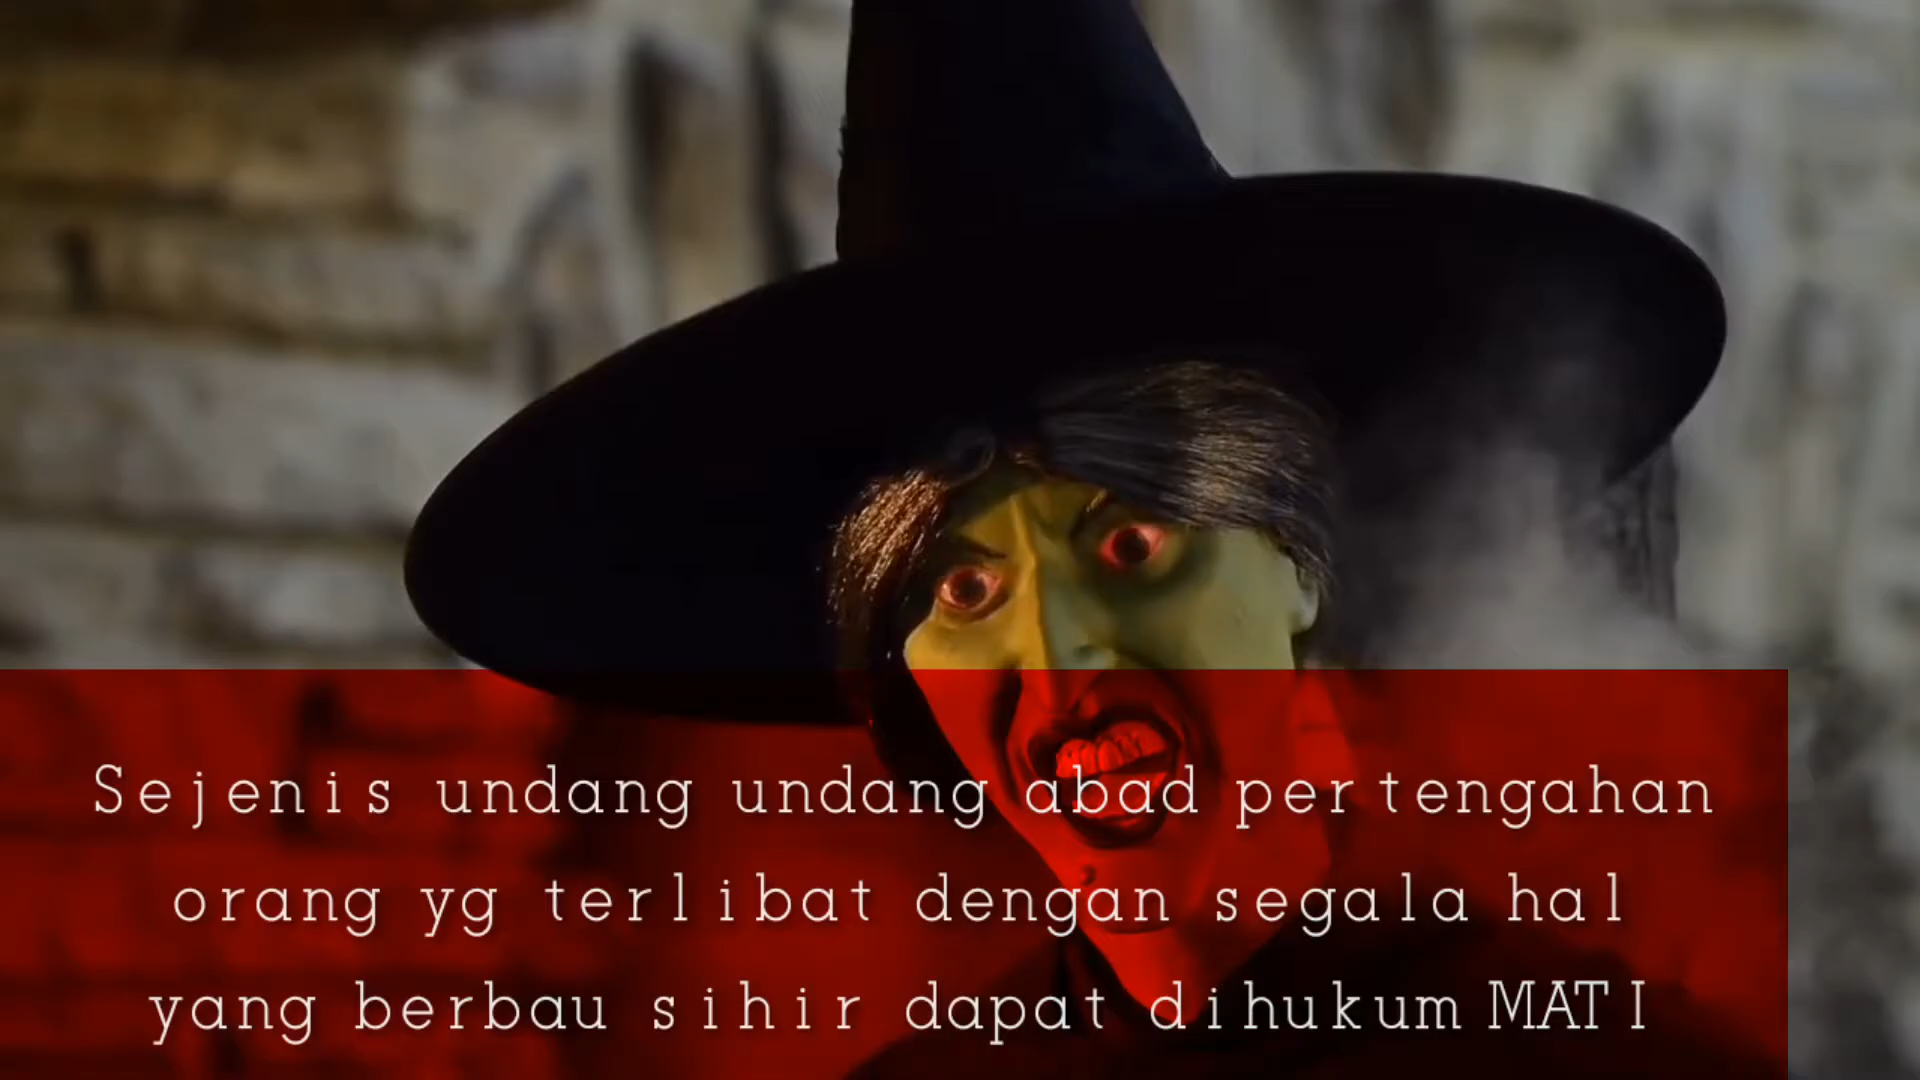 Sejenis undang undang abad pertengahan
orang yg terlibat dengan segala hal
yang berbau sihir dapat dihukum MATI